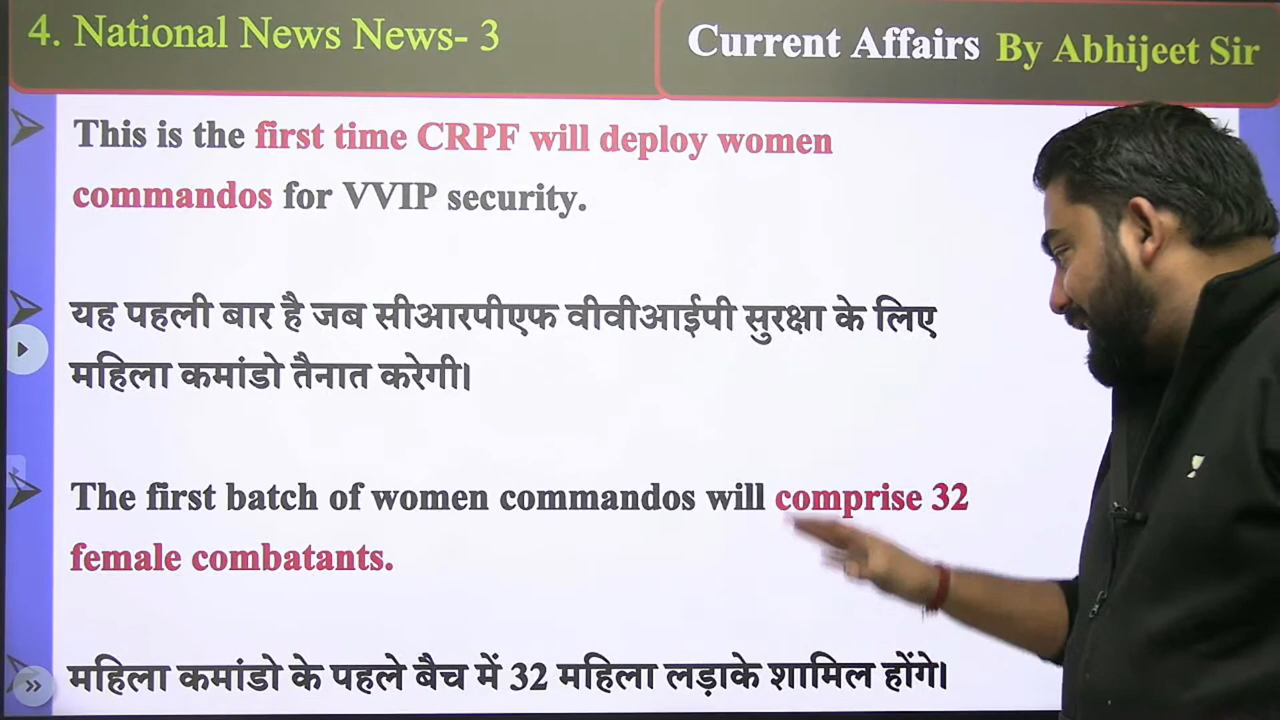 4. National News News- 3
Current Affairs By Abhijeet Sir
This is the first time CRPF will deploy women
commandos for VVIP security.
यह पहली बार है जब सीआरपीएफ वीवीआईपी सुरक्षा के लिए
महिला कमांडो तैनात करेगी।
The first batch of women commandos will comprise 32
female combatants.
महिला कमांडो के पहले बैच में 32 महिला लड़ाके शामिल होंगे।